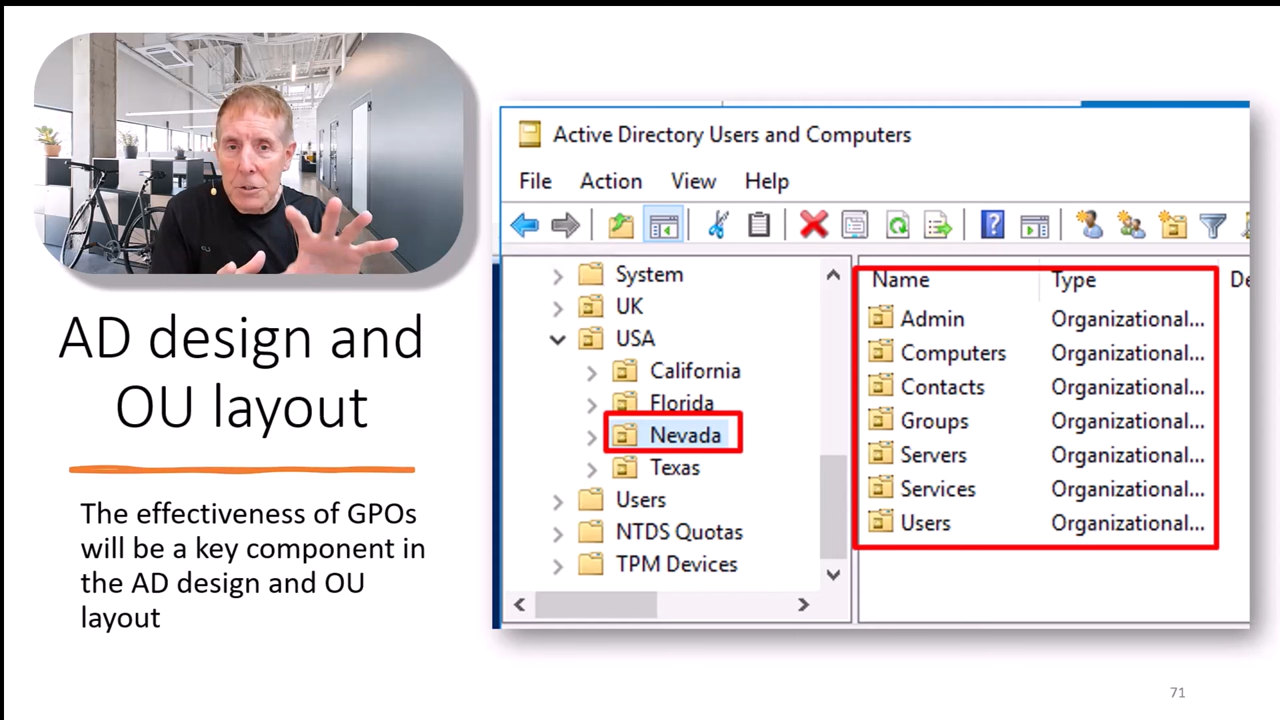 AD design and
OU layout
The effectiveness of GPOs
will be a key component in
the AD design and OU
layout
Active Directory Users and Computers
File Action View Help
System
UK
USA
California
Florida
Nevada
Texas
Users
NTDS Quotas
TPM Devices
Name Type De
Admin Organizational...
Computers Organizational...
Contacts Organizational...
Groups Organizational...
Servers Organizational...
Services Organizational...
Users Organizational...
71